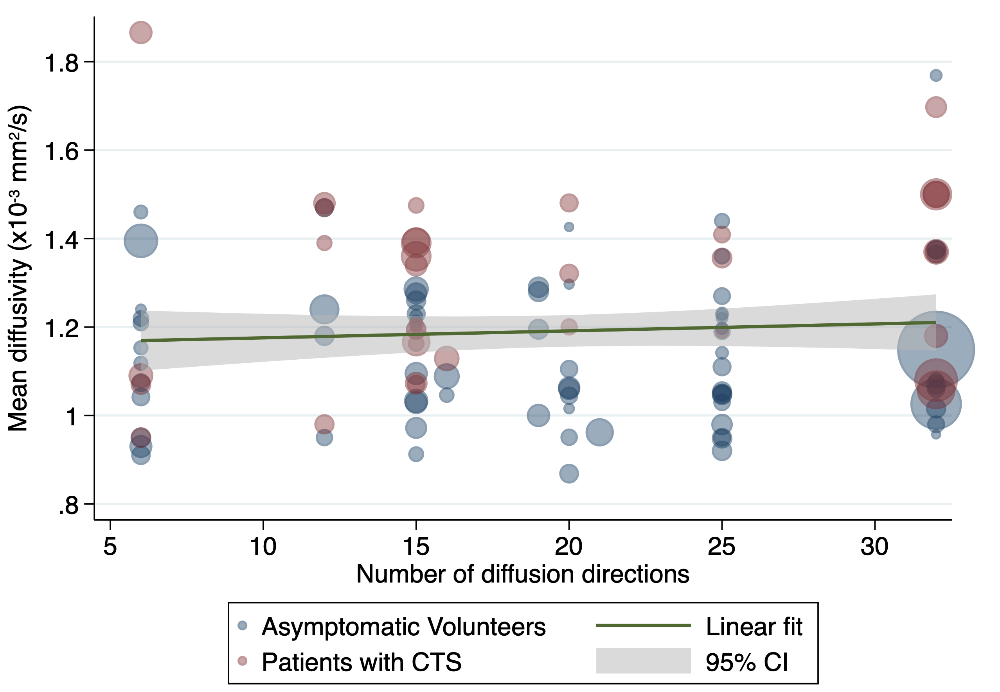 Mean diffusivity (x10⁻³ mm²/s)
1.8
1.6
1.4
1.2
1
.8
5 10 15 20 25 30
Number of diffusion directions
Asymptomatic Volunteers Linear fit
Patients with CTS 95% CI